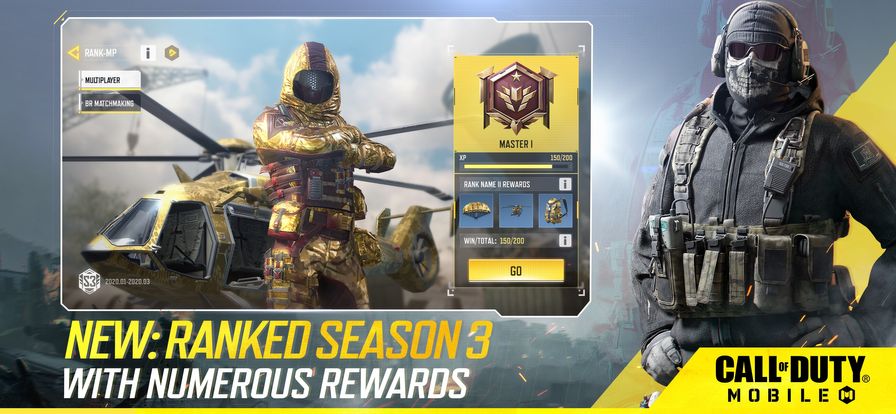 RANK-MP
MULTIPLAYER
BR MATCHMAKING
MASTER I
XP 150/200
RANK NAME II REWARDS
WIN/TOTAL: 150/200
GO
S3 2020.01-2020.03
NEW: RANKED SEASON 3
WITH NUMEROUS REWARDS
CALL OF DUTY®
MOBILE